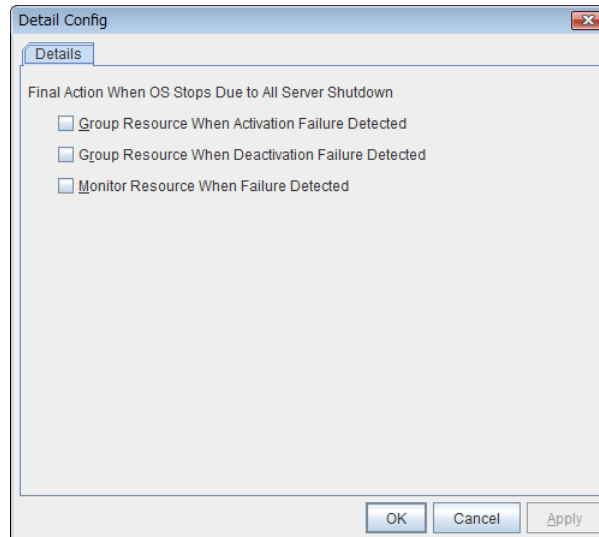 Detail Config
Details
Final Action When OS Stops Due to All Server Shutdown
Group Resource When Activation Failure Detected
Group Resource When Deactivation Failure Detected
Monitor Resource When Failure Detected
OK Cancel Apply